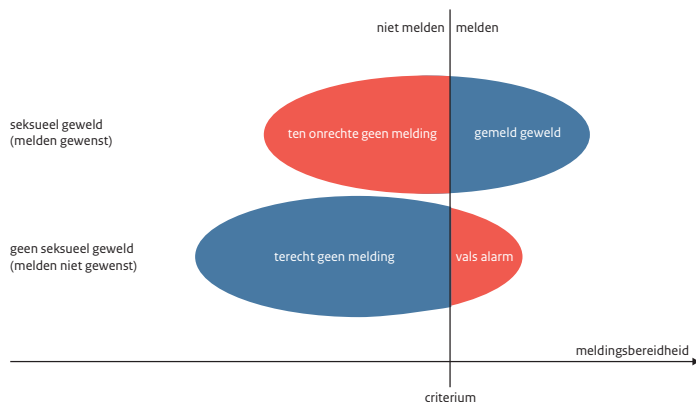 niet melden
melden
seksueel geweld
(melden gewenst)
ten onrechte geen melding
gemeld geweld
geen seksueel geweld
(melden niet gewenst)
terecht geen melding
vals alarm
meldingsbereidheid
criterium